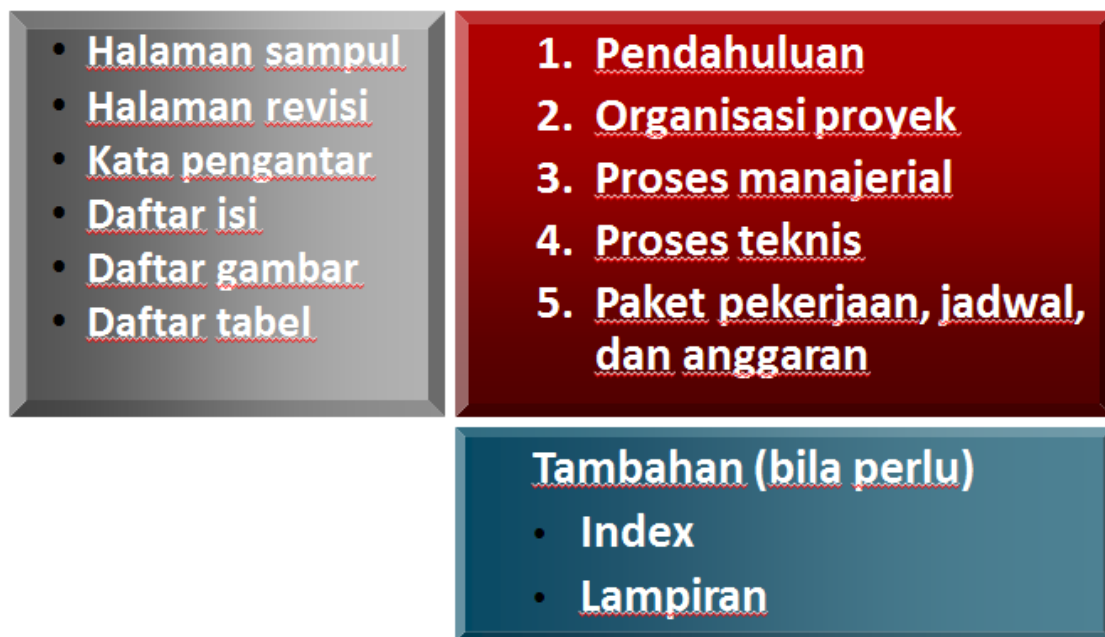 • Halaman sampul
• Halaman revisi
• Kata pengantar
• Daftar isi
• Daftar gambar
• Daftar tabel
1. Pendahuluan
2. Organisasi proyek
3. Proses manajerial
4. Proses teknis
5. Paket pekerjaan, jadwal,
dan anggaran
Tambahan (bila perlu)
• Index
• Lampiran